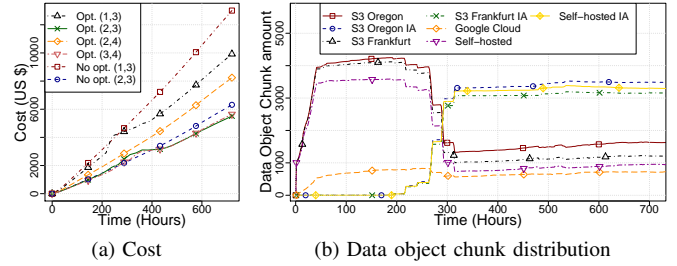 Cost (US $)
0 2000 6000 12000
Opt. (1,3)
Opt. (2,3)
Opt. (2,4)
Opt. (3,4)
No opt. (1,3)
No opt. (2,3)
0 200 400 600
Time (Hours)
(a) Cost
Data Object Chunk amount
0 1000 3000
S3 Oregon
S3 Oregon IA
S3 Frankfurt
S3 Frankfurt IA
Google Cloud
Self-hosted
Self-hosted IA
0 100 200 300 400 500 600 700
Time (Hours)
(b) Data object chunk distribution